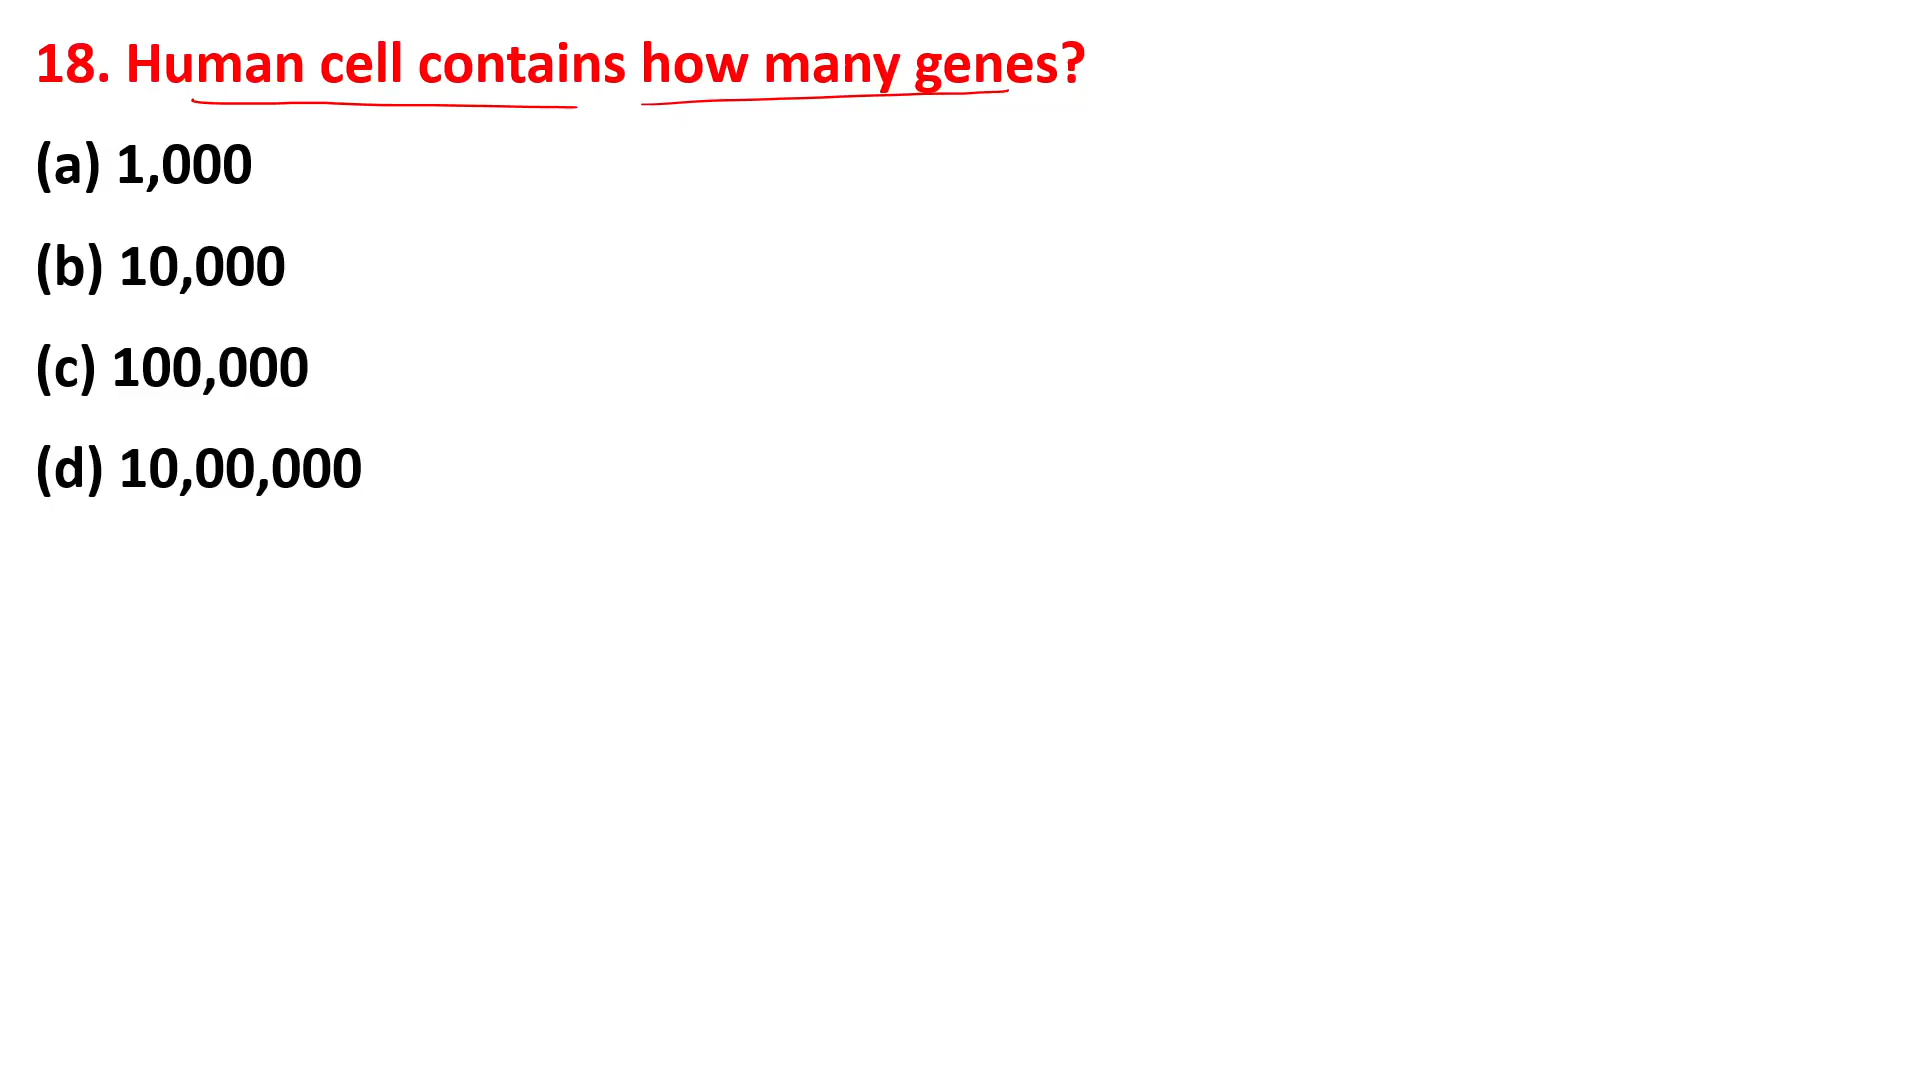 18. Human cell contains how many genes?
(a) 1,000
(b) 10,000
(c) 100,000
(d) 10,00,000